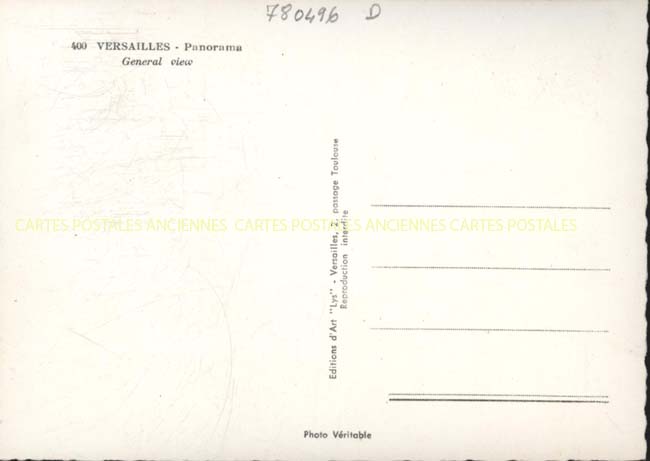 780496 D
400 VERSAILLES - Panorama
General view
CARTES POSTALES ANCIENNES CARTES POSTALES ANCIENNES CARTES POSTALES
Editions d'Art "Lys" - Versailles, 2, passage Toulouse
Reproduction interdite
Photo Véritable